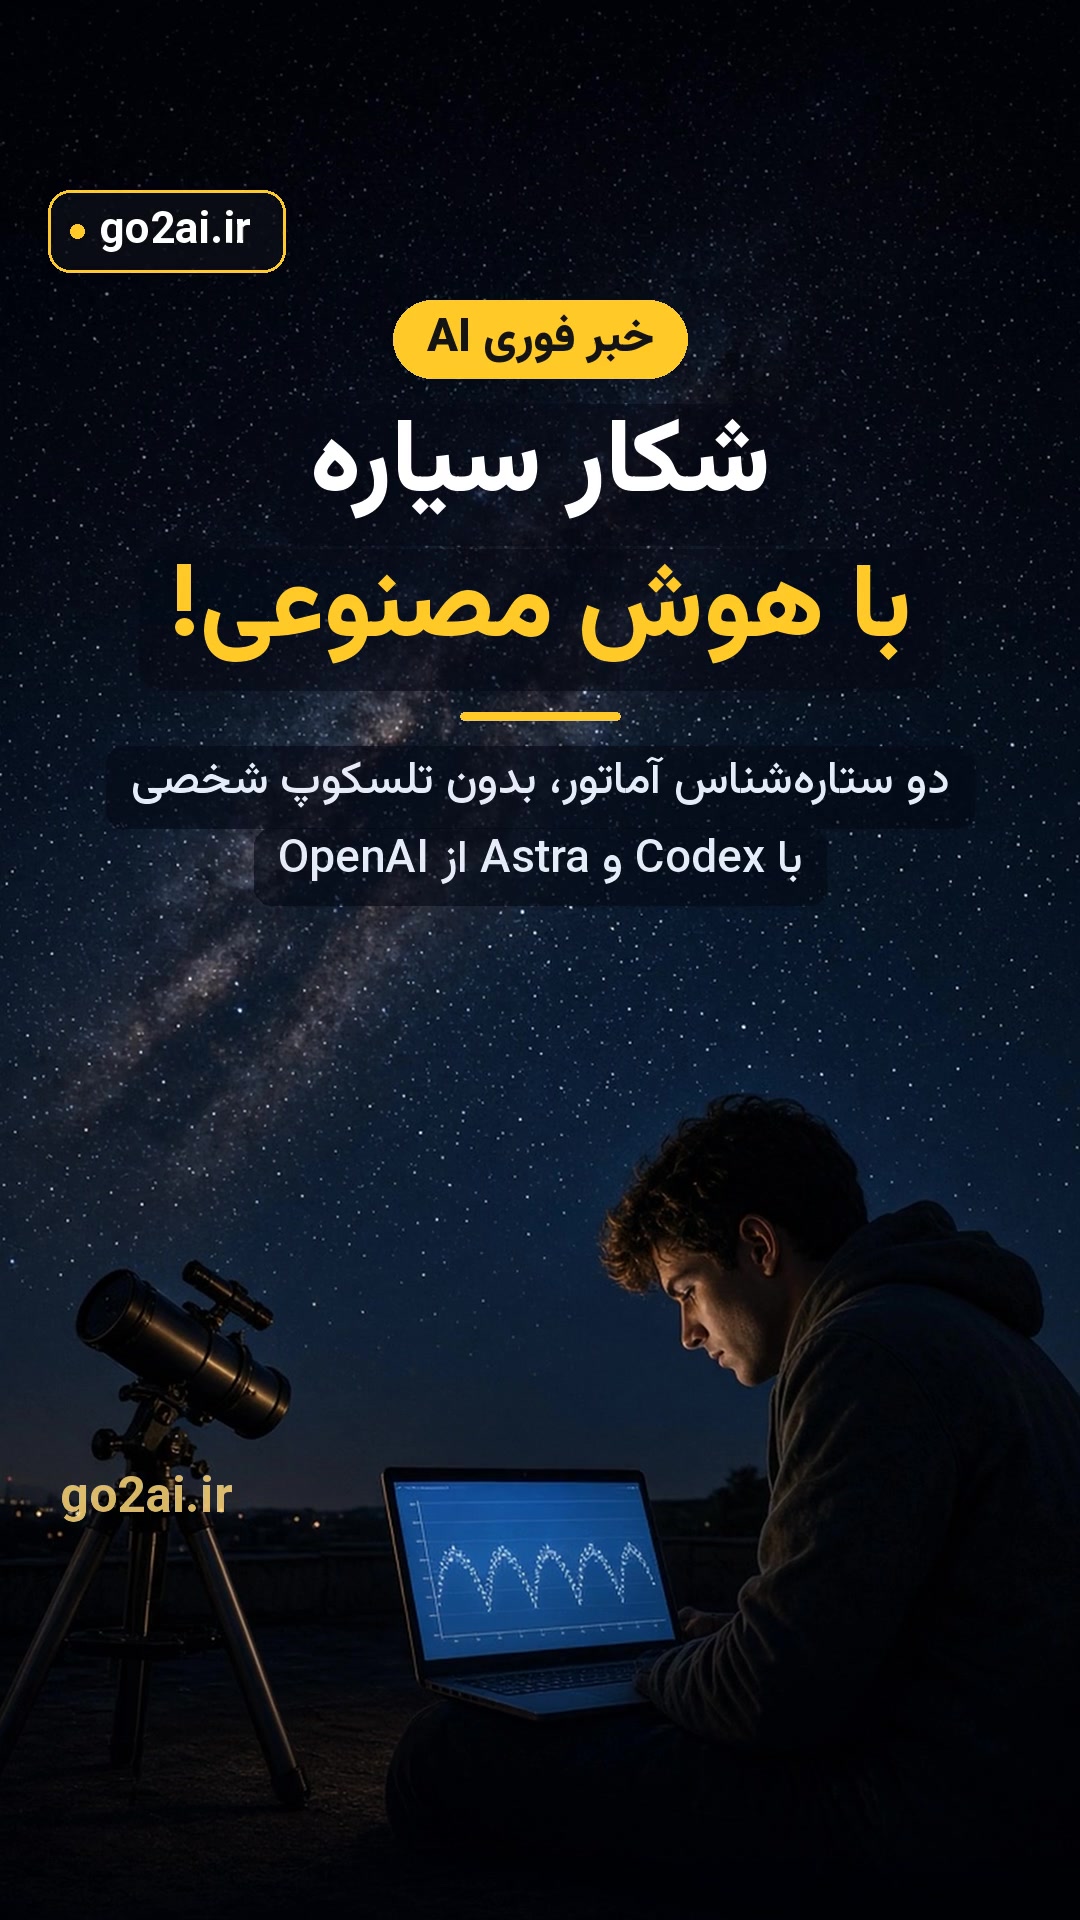 go2ai.ir
خبر فوری AI
شکار سیاره
با هوش مصنوعی!
دو ستاره‌شناس آماتور، بدون تلسکوپ شخصی
با Codex و Astra از OpenAI
go2ai.ir